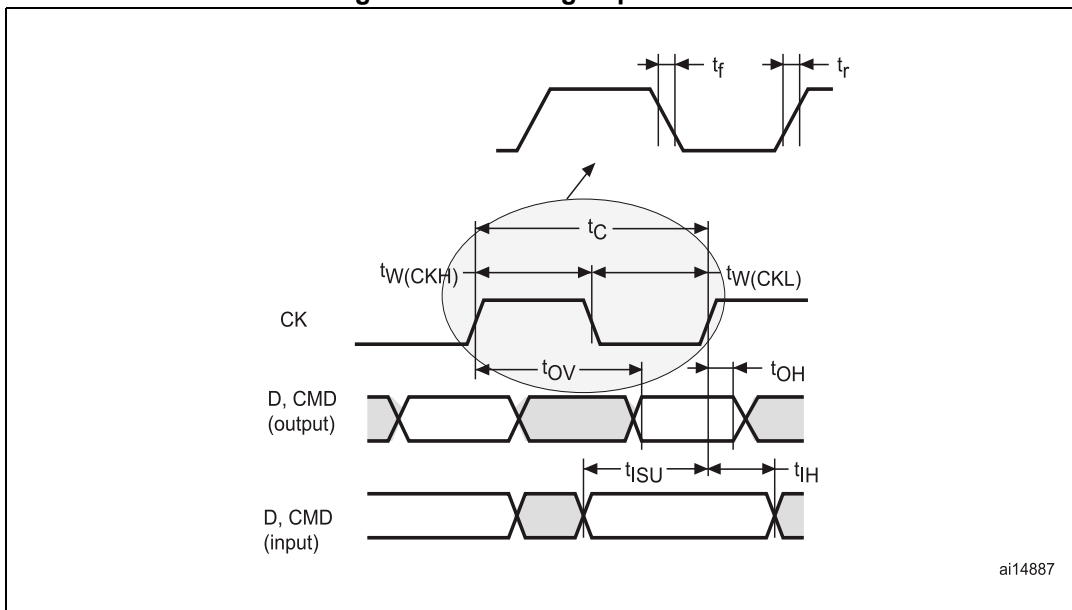 tf
tr
tC
tW(CKH)
tW(CKL)
CK
tOV
tOH
D, CMD
(output)
tISU
tIH
D, CMD
(input)
ai14887